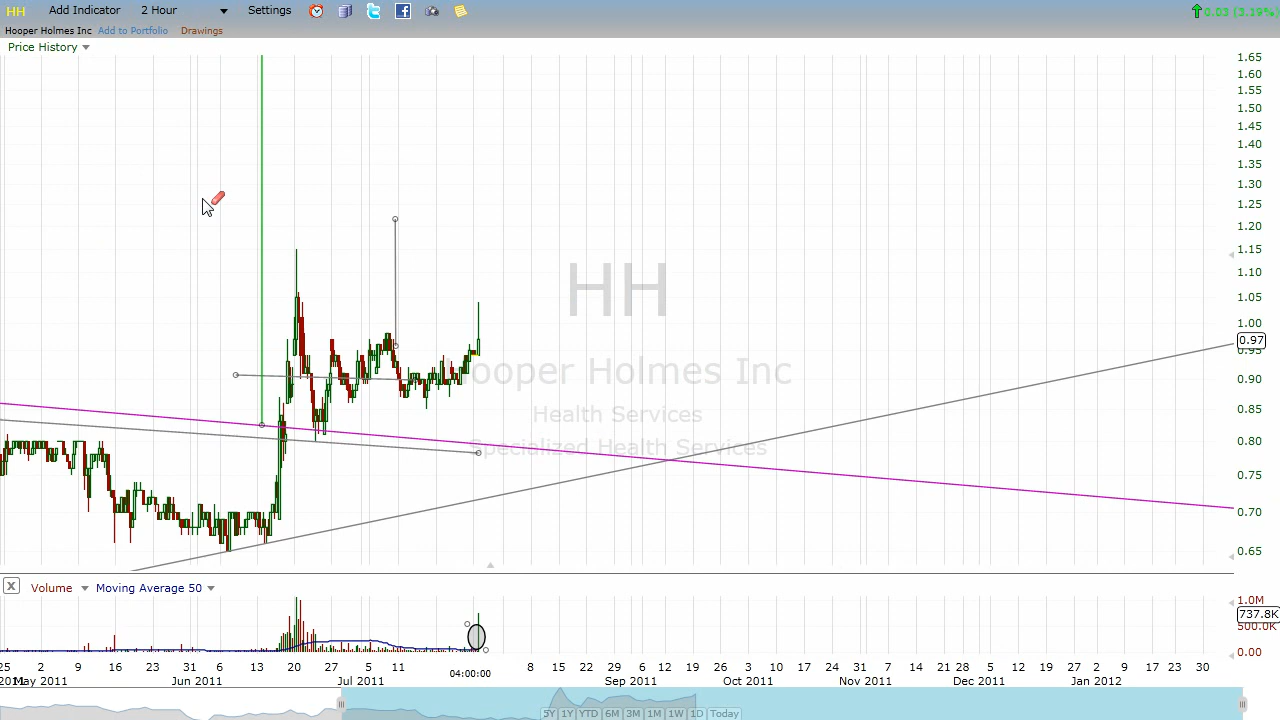 HH Add Indicator 2 Hour Settings 0.03 (3.19%)
Hooper Holmes Inc Add to Portfolio Drawings
Price History
1.65
1.60
1.55
1.50
1.45
1.40
1.35
1.30
1.25
1.20
1.15
1.10
1.05
1.00
0.97
0.95
0.90
0.85
0.80
0.75
0.70
0.65
HH
Hooper Holmes Inc
Health Services
Specialized Health Services
X Volume Moving Average 50
1.0M
737.8K
500.0K
0.00
25 2 9 16 23 31 6 13 20 27 5 11 8 15 22 29 6 12 19 26 3 10 17 24 31 7 14 21 28 5 12 19 27 2 9 17 23 30
2011 May 2011 Jun 2011 Jul 2011 04:00:00 Sep 2011 Oct 2011 Nov 2011 Dec 2011 Jan 2012
5Y 1Y YTD 6M 3M 1M 1W 1D Today